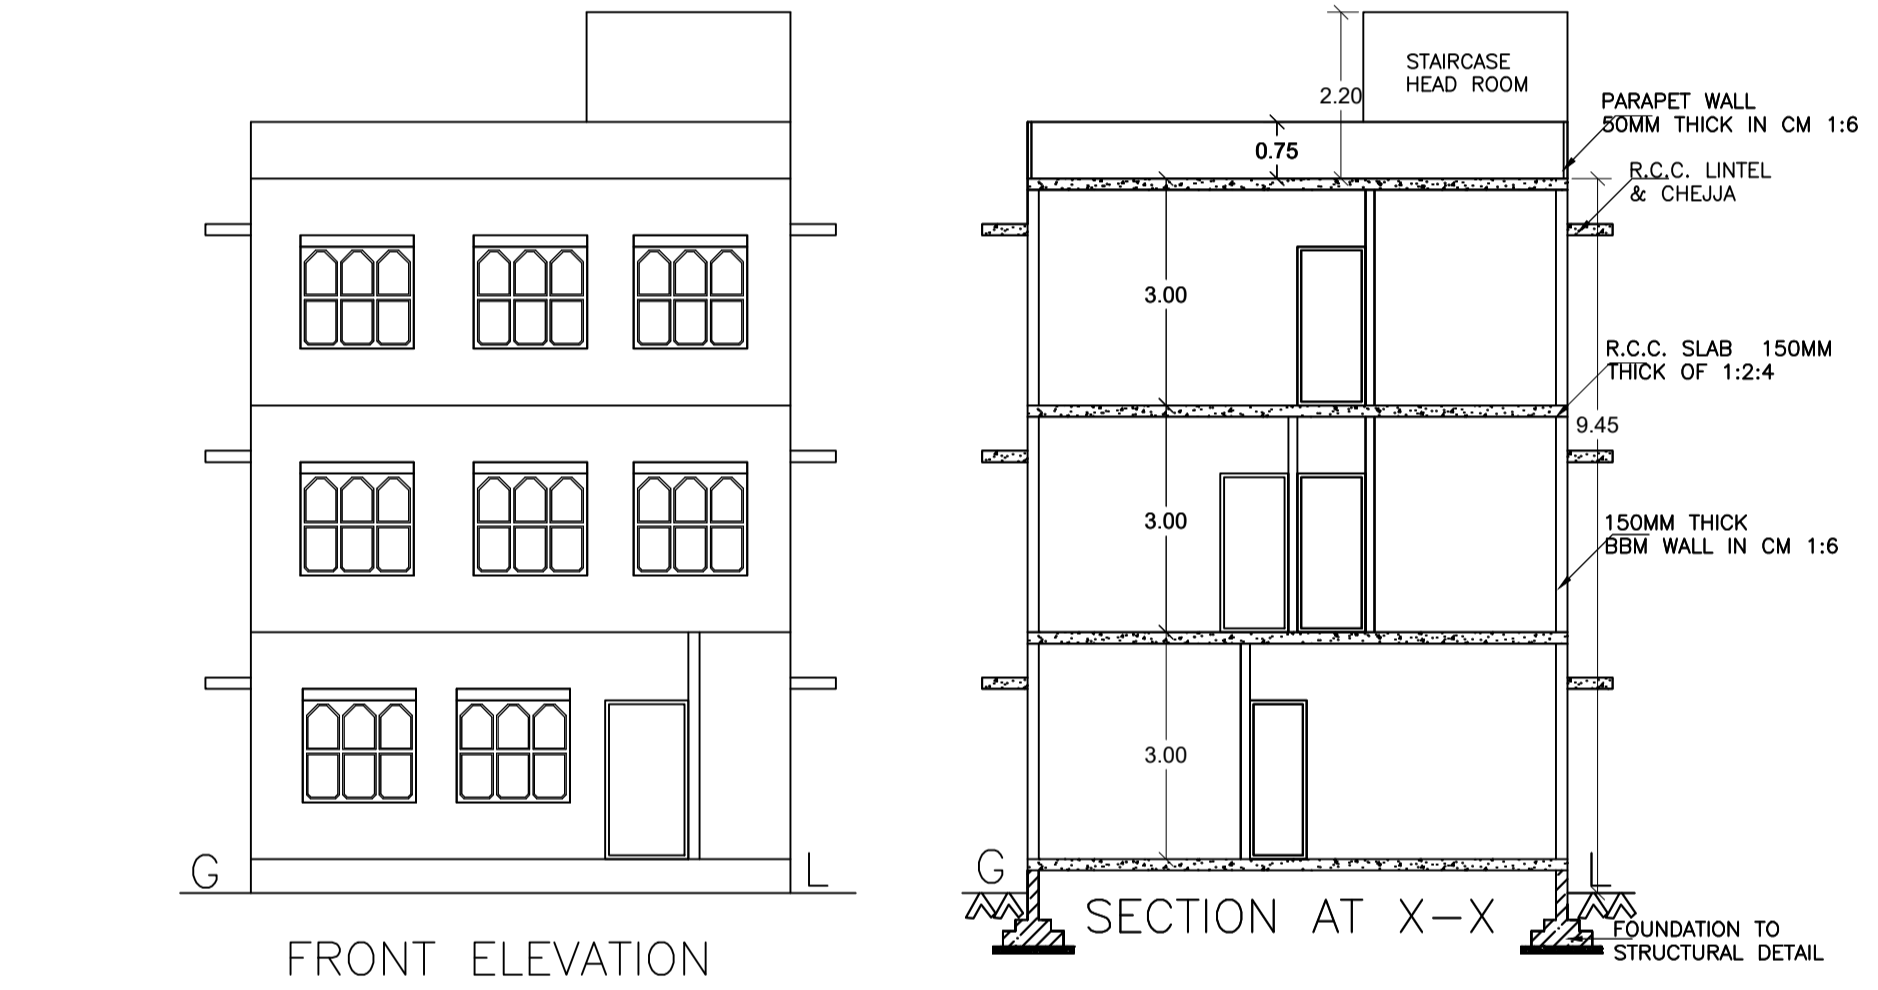 STAIRCASE
HEAD ROOM
2.20
PARAPET WALL
50MM THICK IN CM 1:6
0.75
R.C.C. LINTEL
& CHEJJA
3.00
R.C.C. SLAB 150MM
THICK OF 1:2:4
9.45
3.00
150MM THICK
BBM WALL IN CM 1:6
3.00
G L
G L
SECTION AT X-X
FOUNDATION TO
STRUCTURAL DETAIL
FRONT ELEVATION